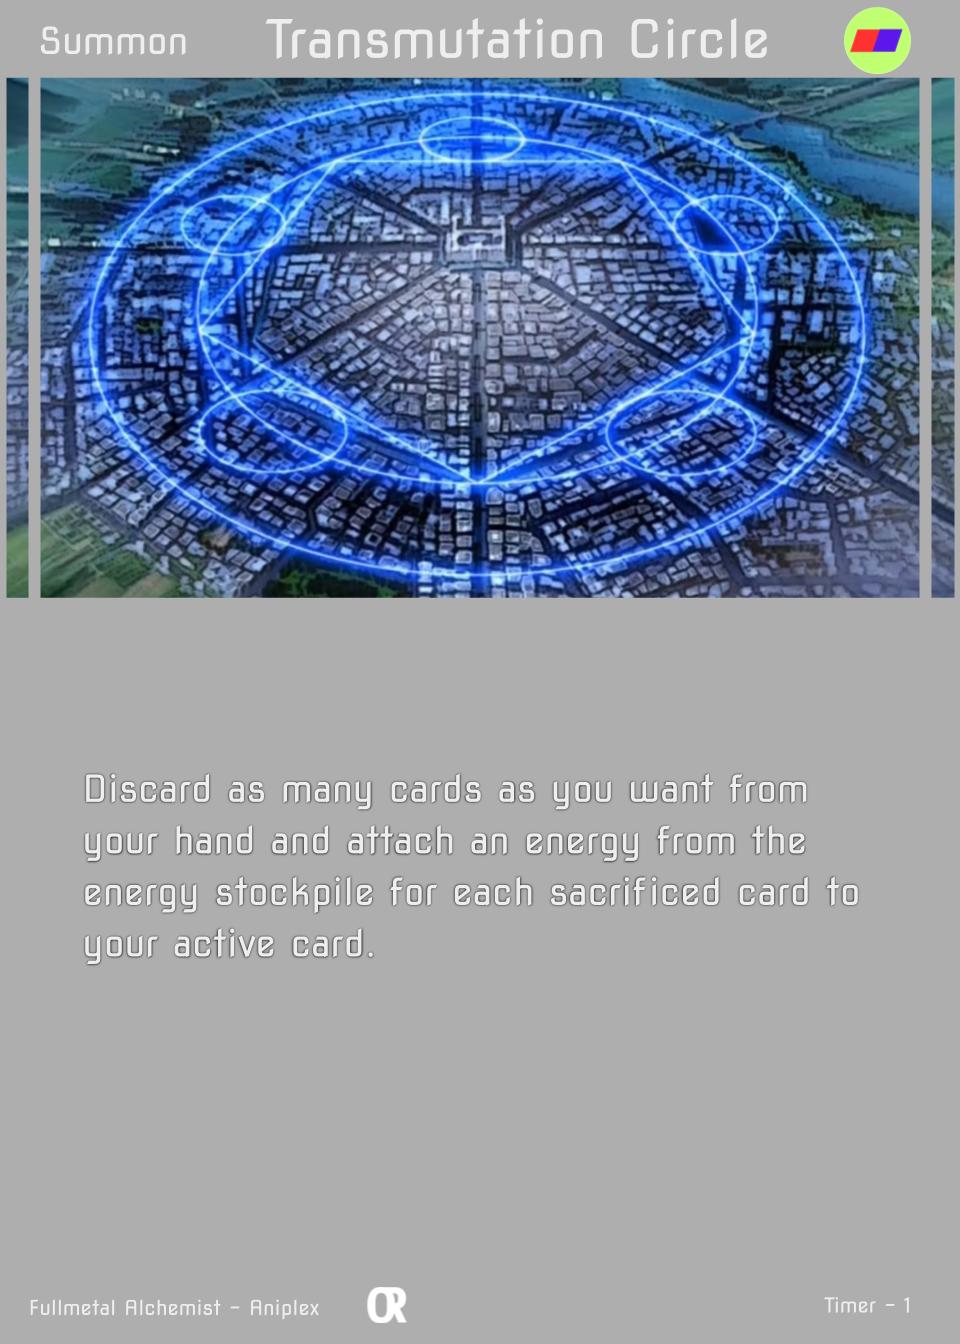 Summon
Transmutation Circle
Discard as many cards as you want from
your hand and attach an energy from the
energy stockpile for each sacrificed card to
your active card.
Fullmetal Alchemist - Aniplex
OR
Timer - 1